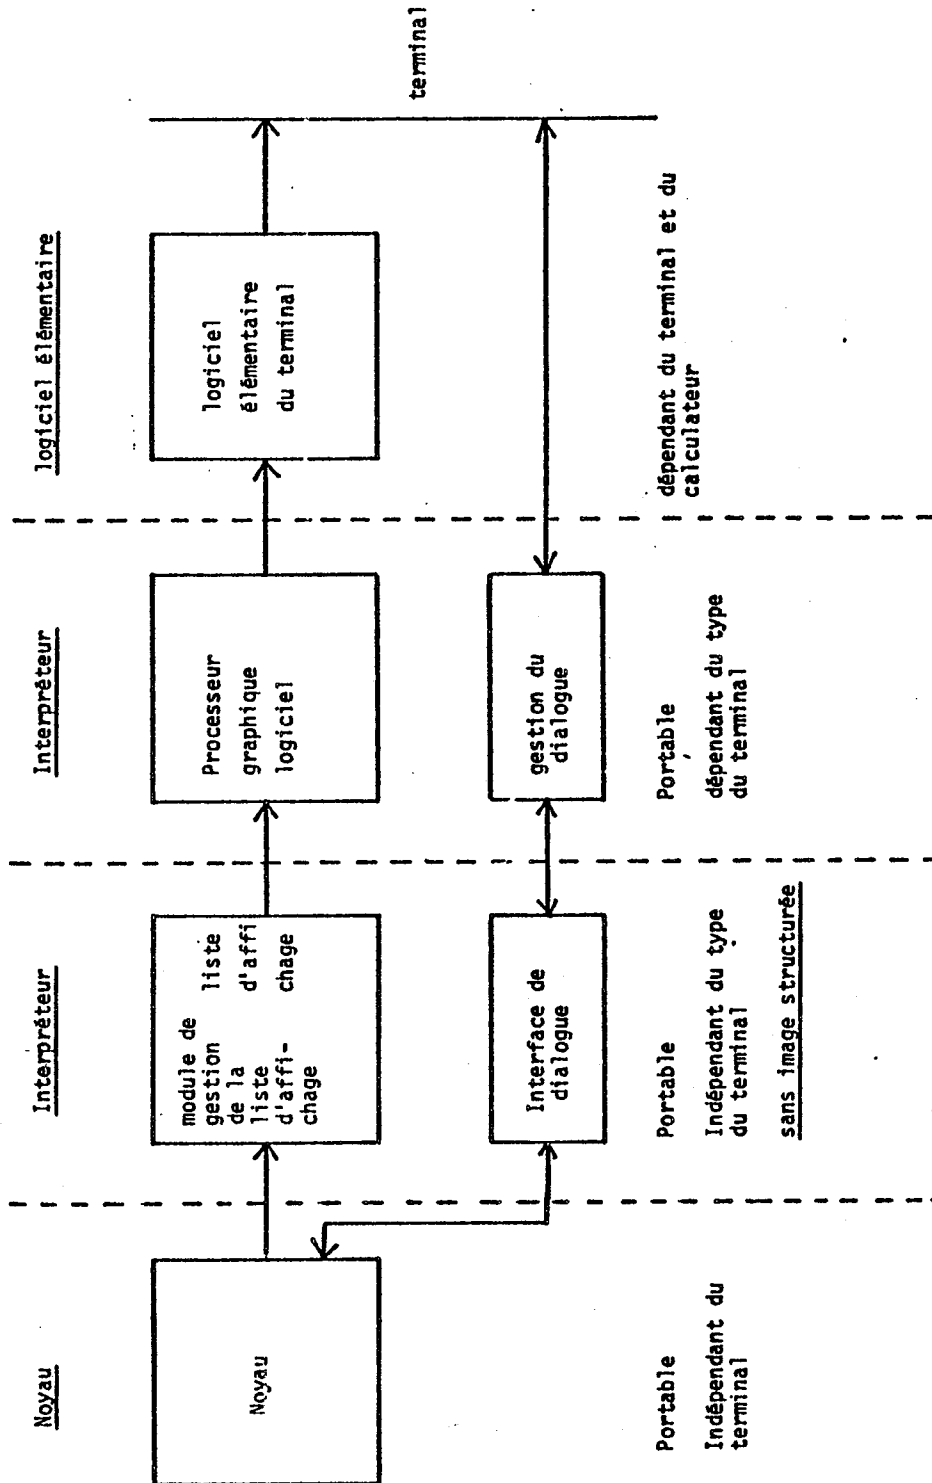 Noyau
Interpréteur
Interpréteur
logiciel élémentaire
Noyau
module de
gestion
de la
liste
d'affi-
chage
liste
d'affi
chage
Processeur
graphique
logiciel
logiciel
élémentaire
du terminal
terminal
Interface de
dialogue
gestion du
dialogue
Portable
Indépendant du
terminal
Portable
Indépendant du type
du terminal
sans image structurée
Portable
dépendant du type
du terminal
dépendant du terminal et du
calculateur